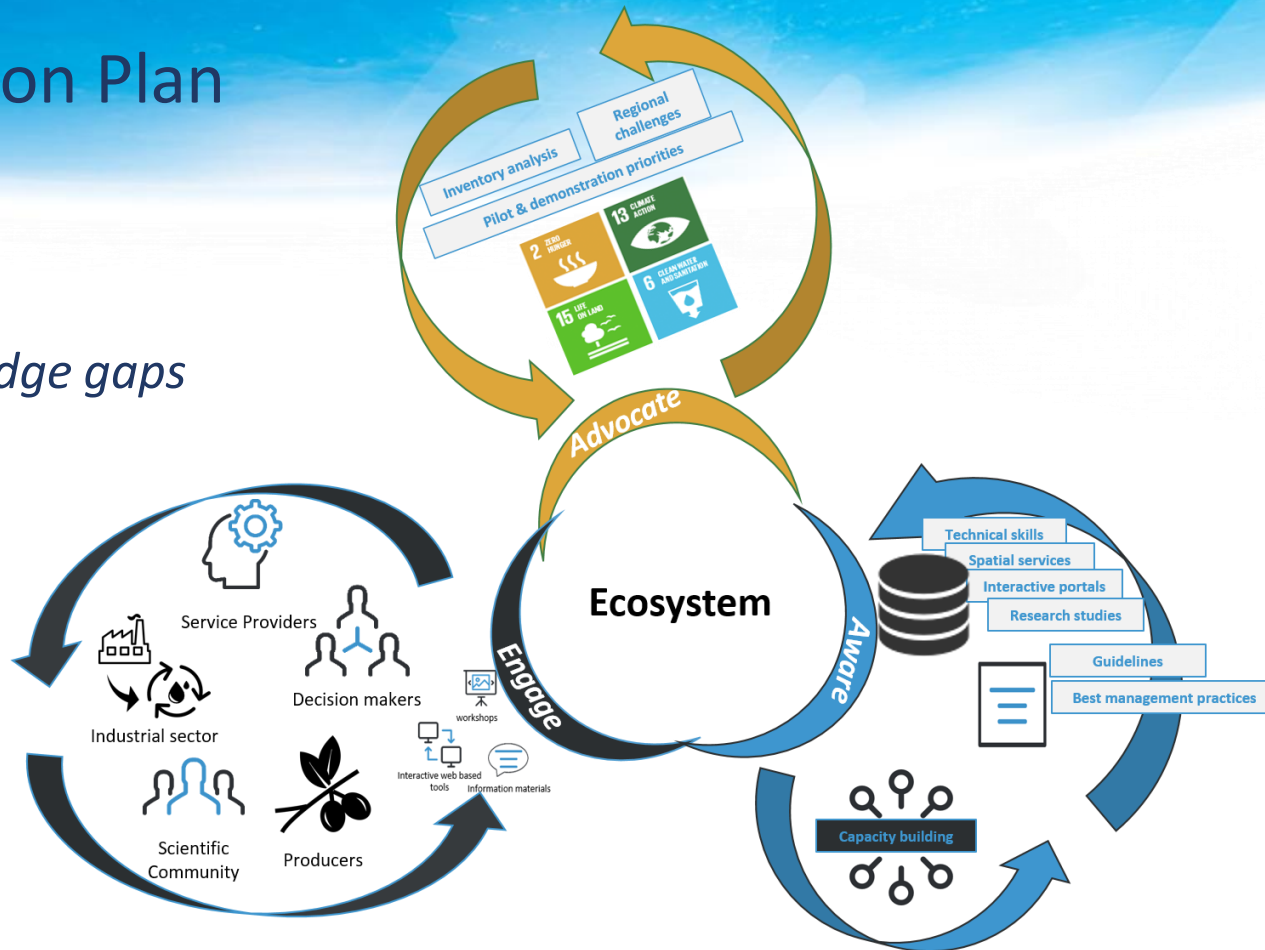 on Plan
dge gaps
Regional
challenges
Inventory analysis
Pilot & demonstration priorities
2 ZERO
HUNGER
13 CLIMATE
ACTION
15 LIFE
ON LAND
6 CLEAN WATER
AND SANITATION
Advocate
Ecosystem
Engage
Aware
Service Providers
Decision makers
Industrial sector
Scientific
Community
Producers
workshops
Interactive web based
tools
Information materials
Technical skills
Spatial services
Interactive portals
Research studies
Guidelines
Best management practices
Capacity building